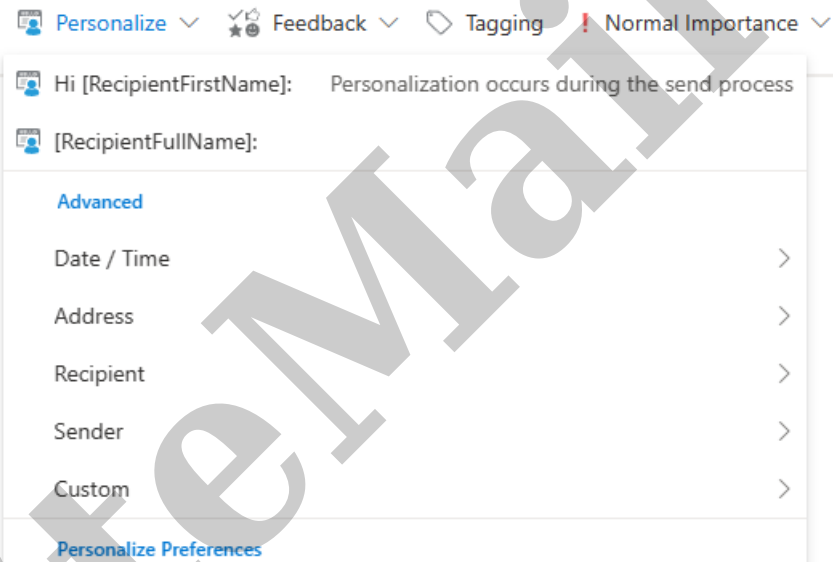 Personalize Feedback Tagging Normal Importance
Hi [RecipientFirstName]: Personalization occurs during the send process
[RecipientFullName]:
Advanced
Date / Time
Address
Recipient
Sender
Custom
Personalize Preferences
teMail